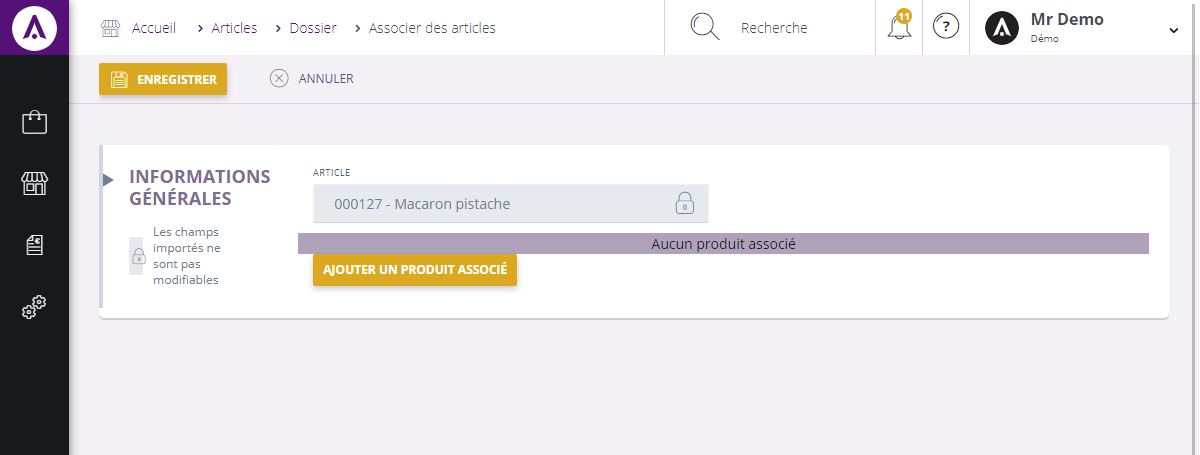 Accueil > Articles > Dossier > Associer des articles
Recherche
11
?
Mr Demo
Démo
ENREGISTRER
ANNULER
INFORMATIONS
GÉNÉRALES
Les champs
importés ne
sont pas
modifiables
ARTICLE
000127 - Macaron pistache
Aucun produit associé
AJOUTER UN PRODUIT ASSOCIÉ